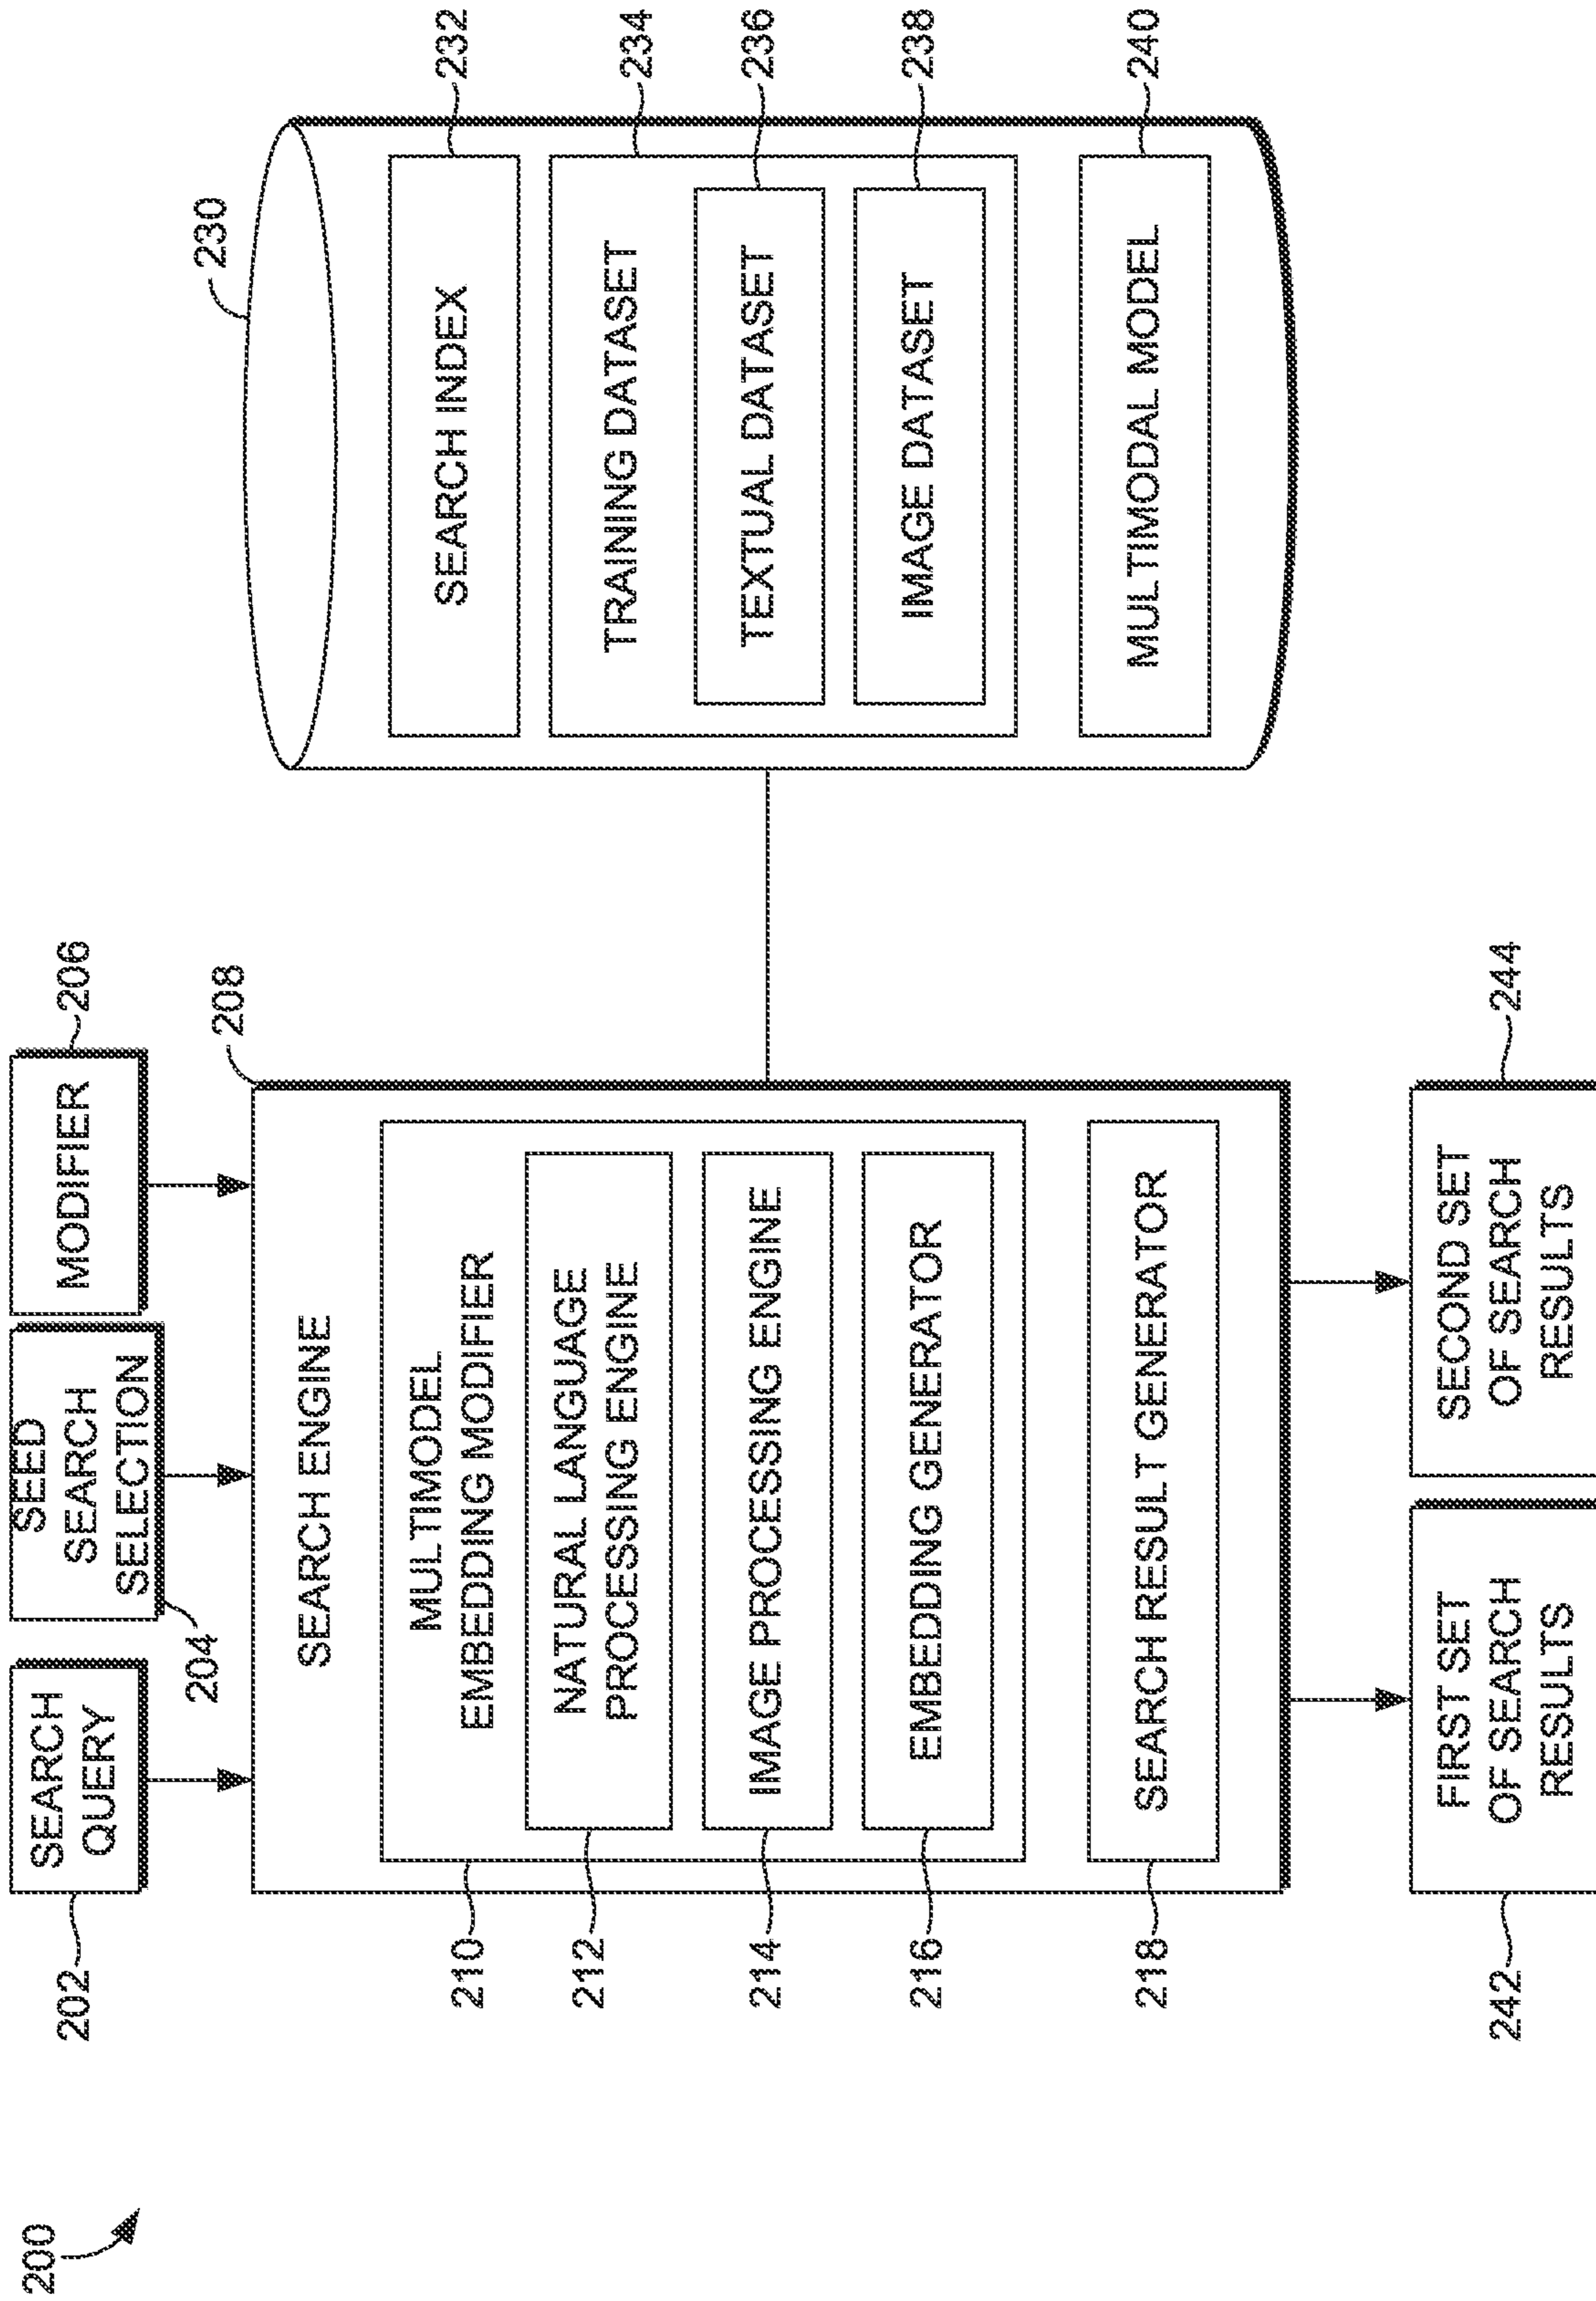 200
202
SEARCH
QUERY
204
SEED
SEARCH
SELECTION
MODIFIER
206
208
SEARCH ENGINE
210
MULTIMODEL
EMBEDDING MODIFIER
212
NATURAL LANGUAGE
PROCESSING ENGINE
214
IMAGE PROCESSING ENGINE
216
EMBEDDING GENERATOR
218
SEARCH RESULT GENERATOR
230
SEARCH INDEX
232
TRAINING DATASET
234
TEXTUAL DATASET
236
IMAGE DATASET
238
MULTIMODAL MODEL
240
242
FIRST SET
OF SEARCH
RESULTS
SECOND SET
OF SEARCH
RESULTS
244